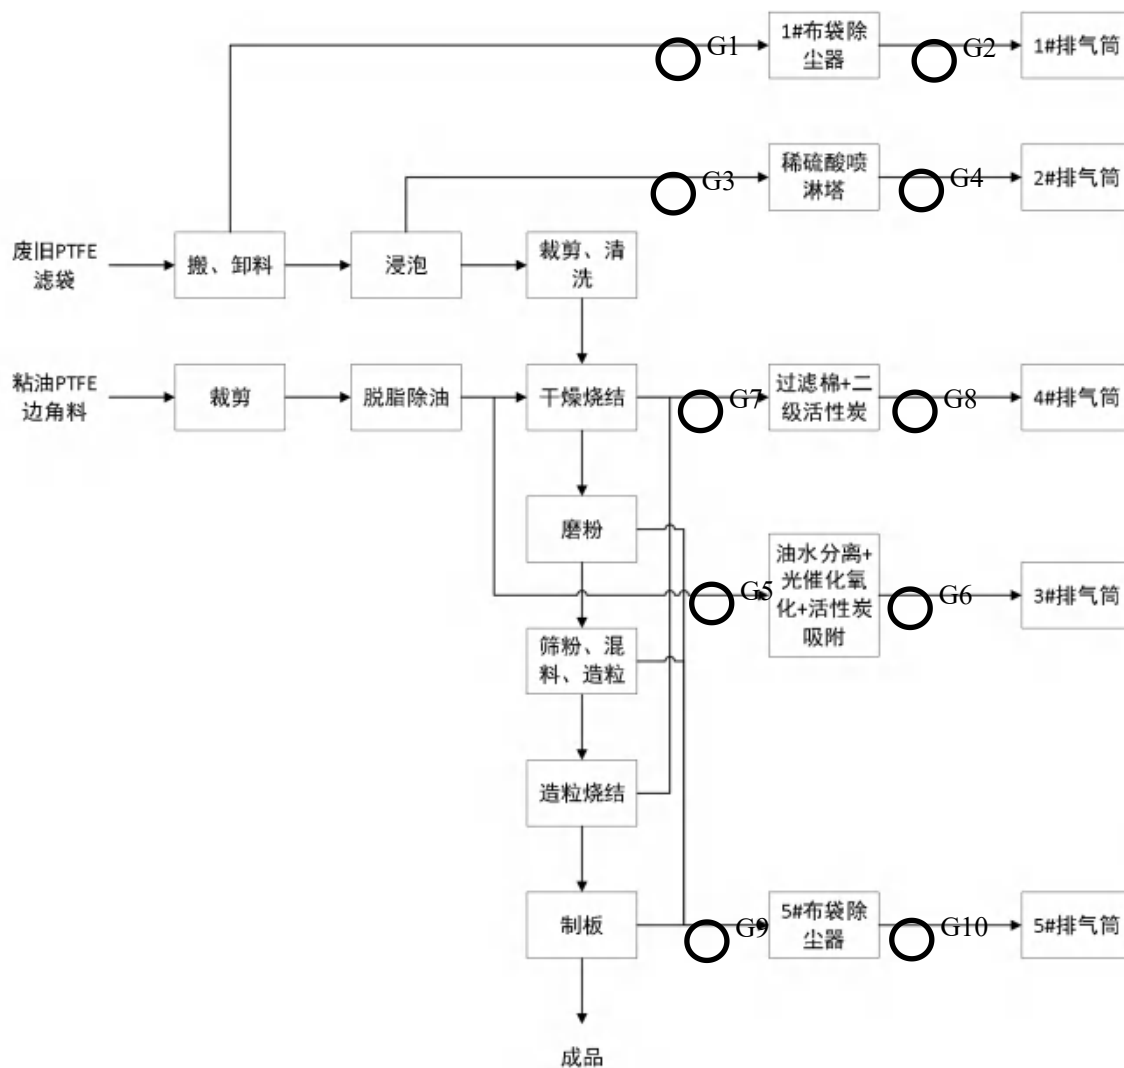 G1
1#布袋除
尘器
G2
1#排气筒
G3
稀硫酸喷
淋塔
G4
2#排气筒
废旧PTFE
滤袋
搬、卸料
浸泡
裁剪、清
洗
粘油PTFE
边角料
裁剪
脱脂除油
干燥烧结
G7
过滤棉+二
级活性炭
G8
4#排气筒
磨粉
G5
油水分离+
光催化氧
化+活性炭
吸附
G6
3#排气筒
筛粉、混
料、造粒
造粒烧结
制板
G9
5#布袋除
尘器
G10
5#排气筒
成品